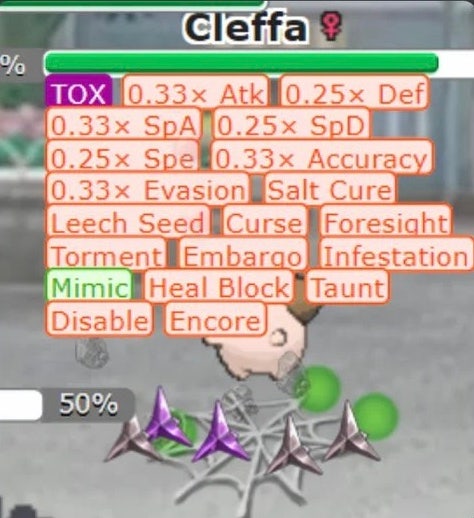 Cleffa
%
TOX 0.33× Atk 0.25× Def
0.33× SpA 0.25× SpD
0.25× Spe 0.33× Accuracy
0.33× Evasion Salt Cure
Leech Seed Curse Foresight
Torment Embargo Infestation
Mimic Heal Block Taunt
Disable Encore
50%